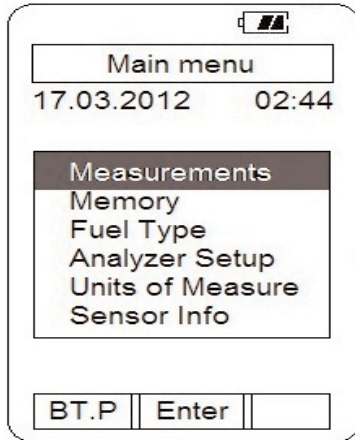 Main menu
17.03.2012 02:44
Measurements
Memory
Fuel Type
Analyzer Setup
Units of Measure
Sensor Info
BT.P Enter